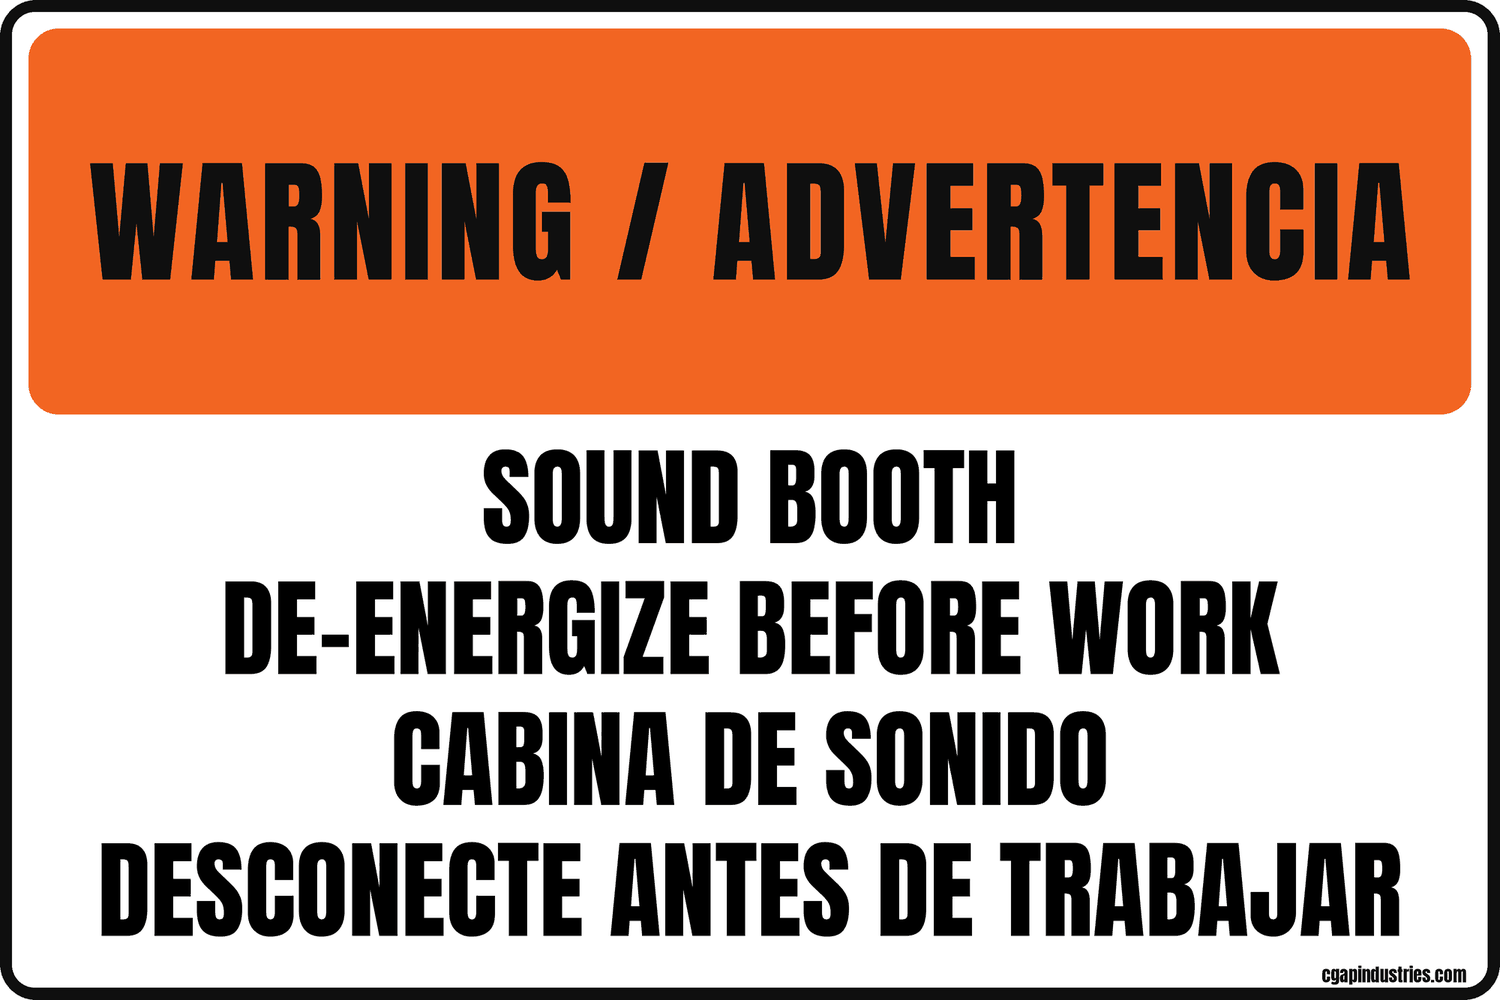 WARNING / ADVERTENCIA
SOUND BOOTH
DE-ENERGIZE BEFORE WORK
CABINA DE SONIDO
DESCONECTE ANTES DE TRABAJAR
cgapindustries.com